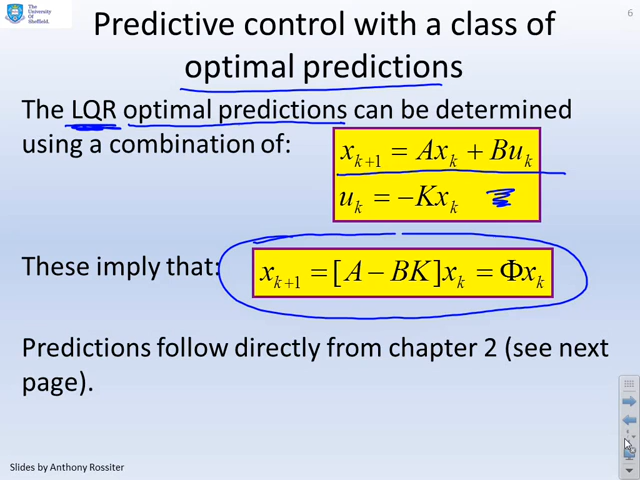 The
University
Of
Sheffield.
6
Predictive control with a class of
optimal predictions
The LQR optimal predictions can be determined
using a combination of:
x_{k+1} = Ax_k + Bu_k
u_k = −Kx_k
These imply that:
x_{k+1} = [A − BK]x_k = Φx_k
Predictions follow directly from chapter 2 (see next
page).
Slides by Anthony Rossiter